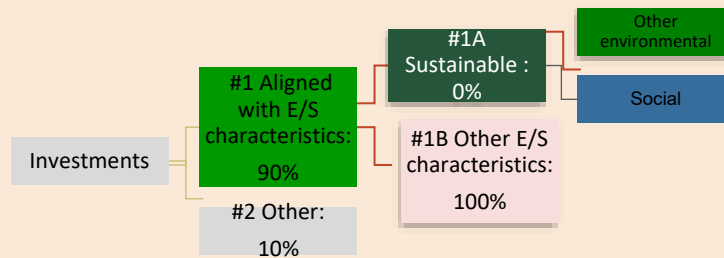 Investments
#1 Aligned
with E/S
characteristics:
90%
#2 Other:
10%
#1A
Sustainable :
0%
#1B Other E/S
characteristics:
100%
Other
environmental
Social